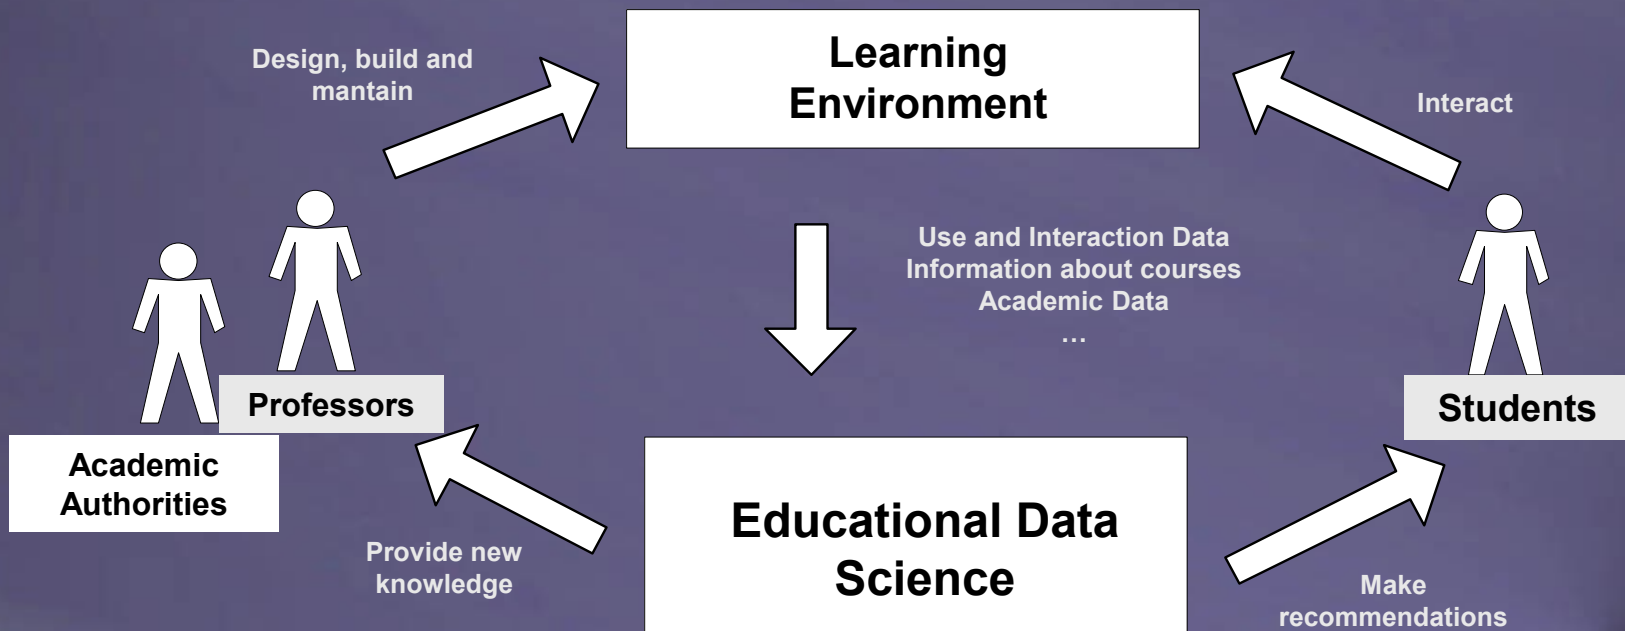 Learning
Environment
Design, build and
mantain
Interact
Use and Interaction Data
Information about courses
Academic Data
...
Professors
Students
Academic
Authorities
Educational Data
Science
Provide new
knowledge
Make
recommendations